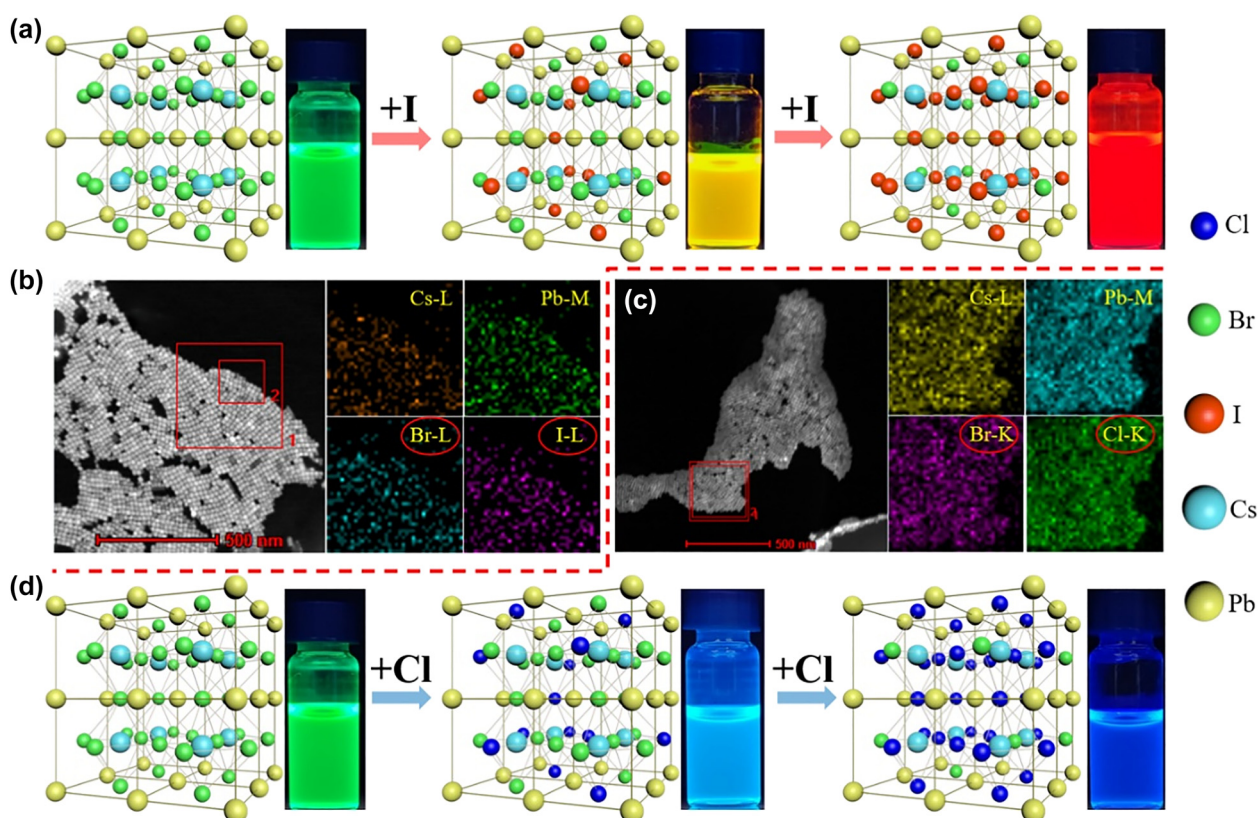 (a)
+I
+I
Cl
(b)
Cs-L
Pb-M
(c)
Cs-L
Pb-M
Br
2
1
I
Br-L
I-L
Br-K
Cl-K
Cs
500 nm
500 nm
(d)
Pb
+Cl
+Cl